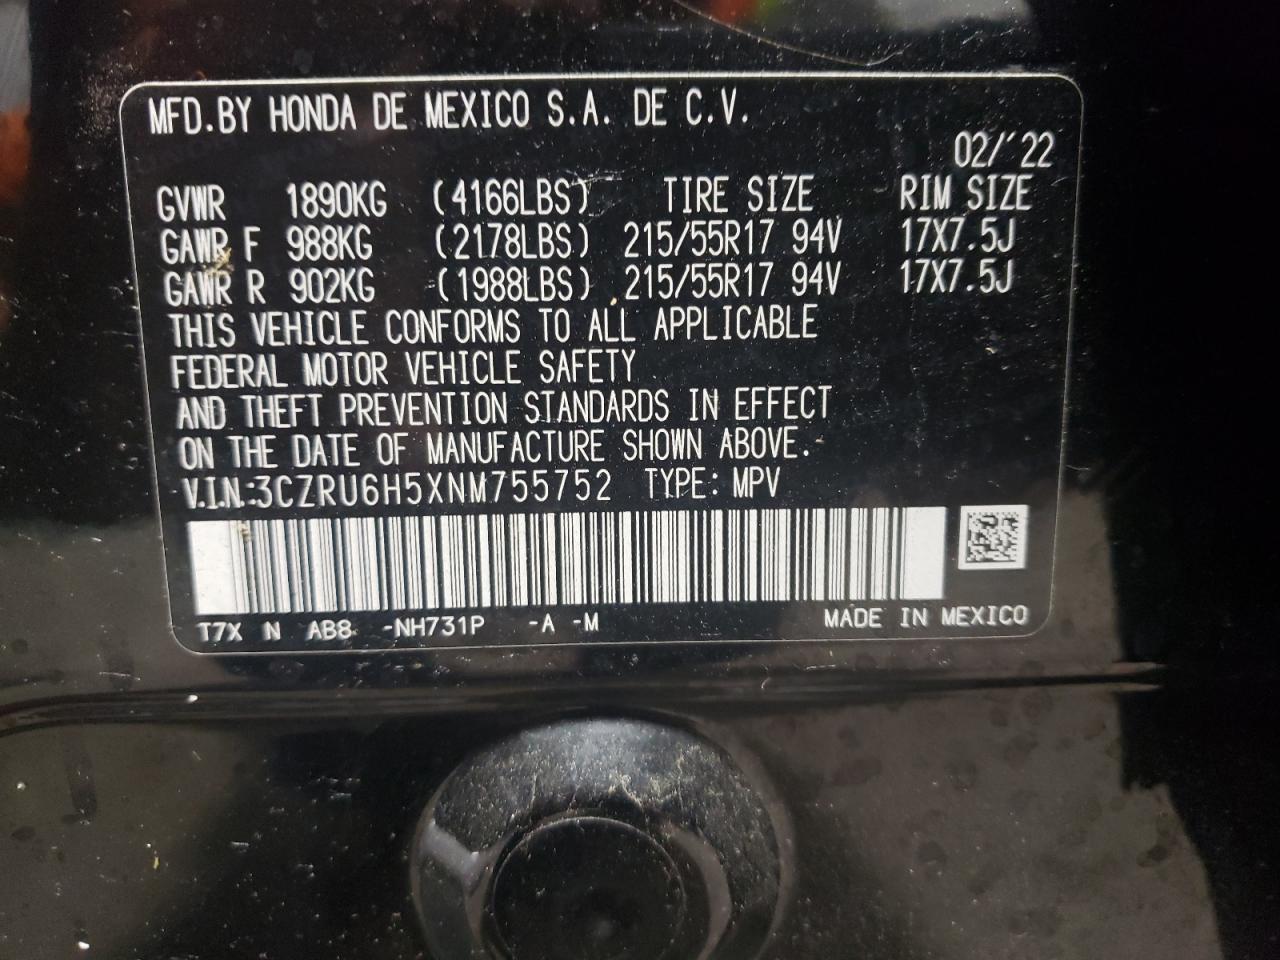 MFD.BY HONDA DE MEXICO S.A. DE C.V.
02/'22
GVWR 1890KG (4166LBS) TIRE SIZE RIM SIZE
GAWR F 988KG (2178LBS) 215/55R17 94V 17X7.5J
GAWR R 902KG (1988LBS) 215/55R17 94V 17X7.5J
THIS VEHICLE CONFORMS TO ALL APPLICABLE
FEDERAL MOTOR VEHICLE SAFETY
AND THEFT PREVENTION STANDARDS IN EFFECT
ON THE DATE OF MANUFACTURE SHOWN ABOVE.
V.I.N.:3CZRU6H5XNM755752 TYPE: MPV
T7X N AB8 -NH731P -A -M MADE IN MEXICO